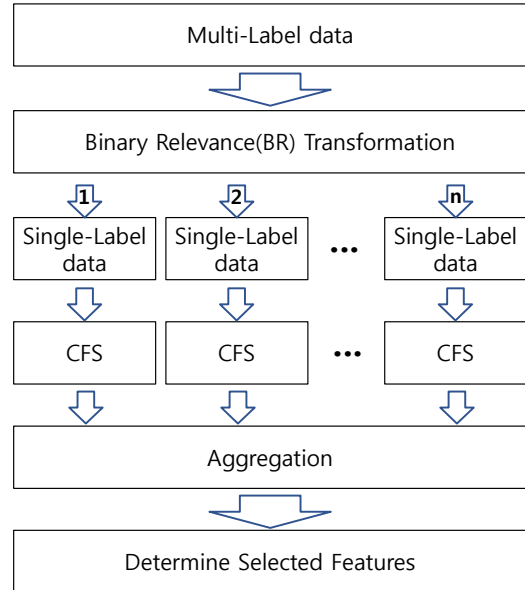 Multi-Label data
Binary Relevance(BR) Transformation
1 2 n
Single-Label Single-Label Single-Label
data data ••• data
CFS CFS ••• CFS
Aggregation
Determine Selected Features